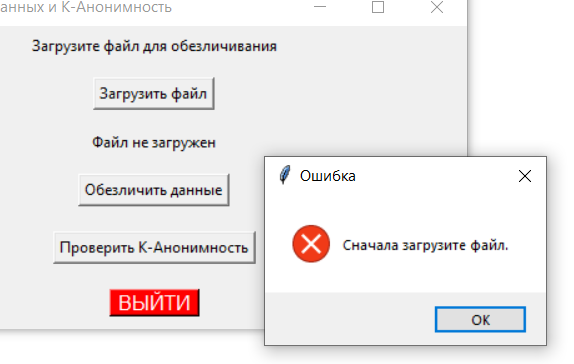 анных и К-Анонимность
Загрузите файл для обезличивания
Загрузить файл
Файл не загружен
Обезличить данные
Проверить К-Анонимность
ВЫЙТИ
Ошибка
Сначала загрузите файл.
OK